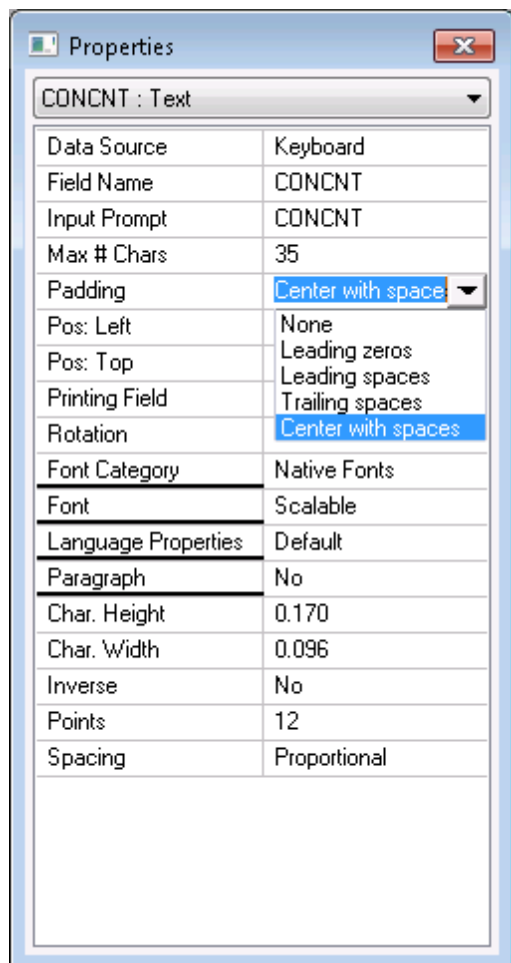 Properties
CONCNT : Text
Data Source Keyboard
Field Name CONCNT
Input Prompt CONCNT
Max # Chars 35
Padding Center with space
Pos: Left None
Leading zeros
Pos: Top Leading spaces
Printing Field Trailing spaces
Rotation Center with spaces
Font Category Native Fonts
Font Scalable
Language Properties Default
Paragraph No
Char. Height 0.170
Char. Width 0.096
Inverse No
Points 12
Spacing Proportional